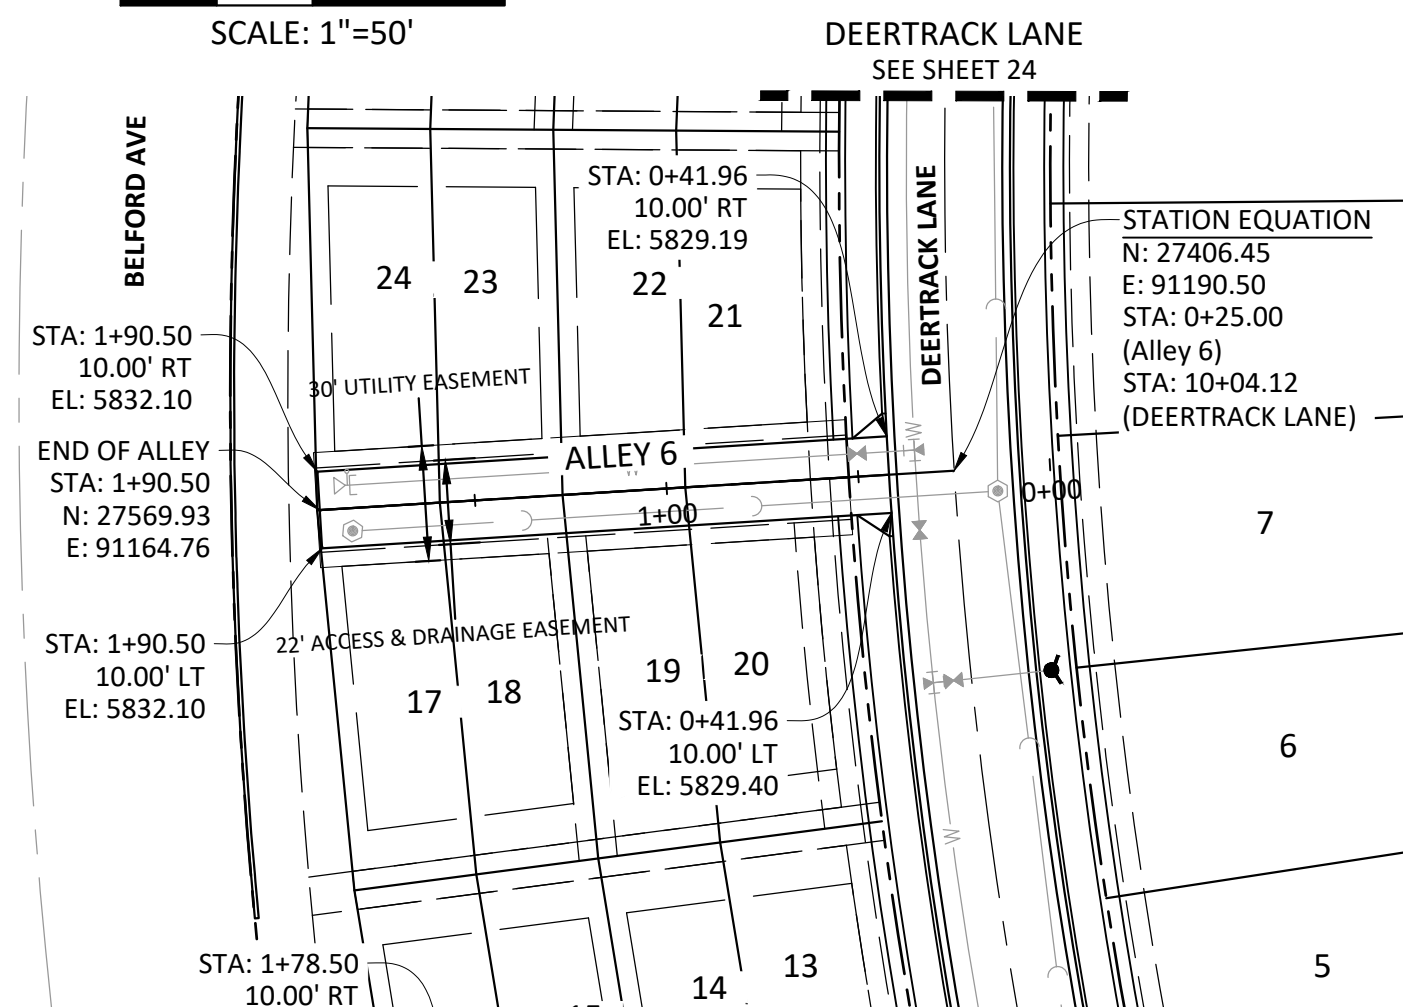 SCALE: 1"=50'
DEERTRACK LANE
SEE SHEET 24
BELFORD AVE
DEERTRACK LANE
STA: 0+41.96
10.00' RT
EL: 5829.19
STATION EQUATION
N: 27406.45
E: 91190.50
STA: 0+25.00
(Alley 6)
STA: 10+04.12
(DEERTRACK LANE)
24
23
22
21
STA: 1+90.50
10.00' RT
EL: 5832.10
30' UTILITY EASEMENT
END OF ALLEY
STA: 1+90.50
N: 27569.93
E: 91164.76
ALLEY 6
W
W
1+00
0+00
7
STA: 1+90.50
10.00' LT
EL: 5832.10
22' ACCESS & DRAINAGE EASEMENT
17
18
19
20
STA: 0+41.96
10.00' LT
EL: 5829.40
6
W
STA: 1+78.50
10.00' RT
14
13
5